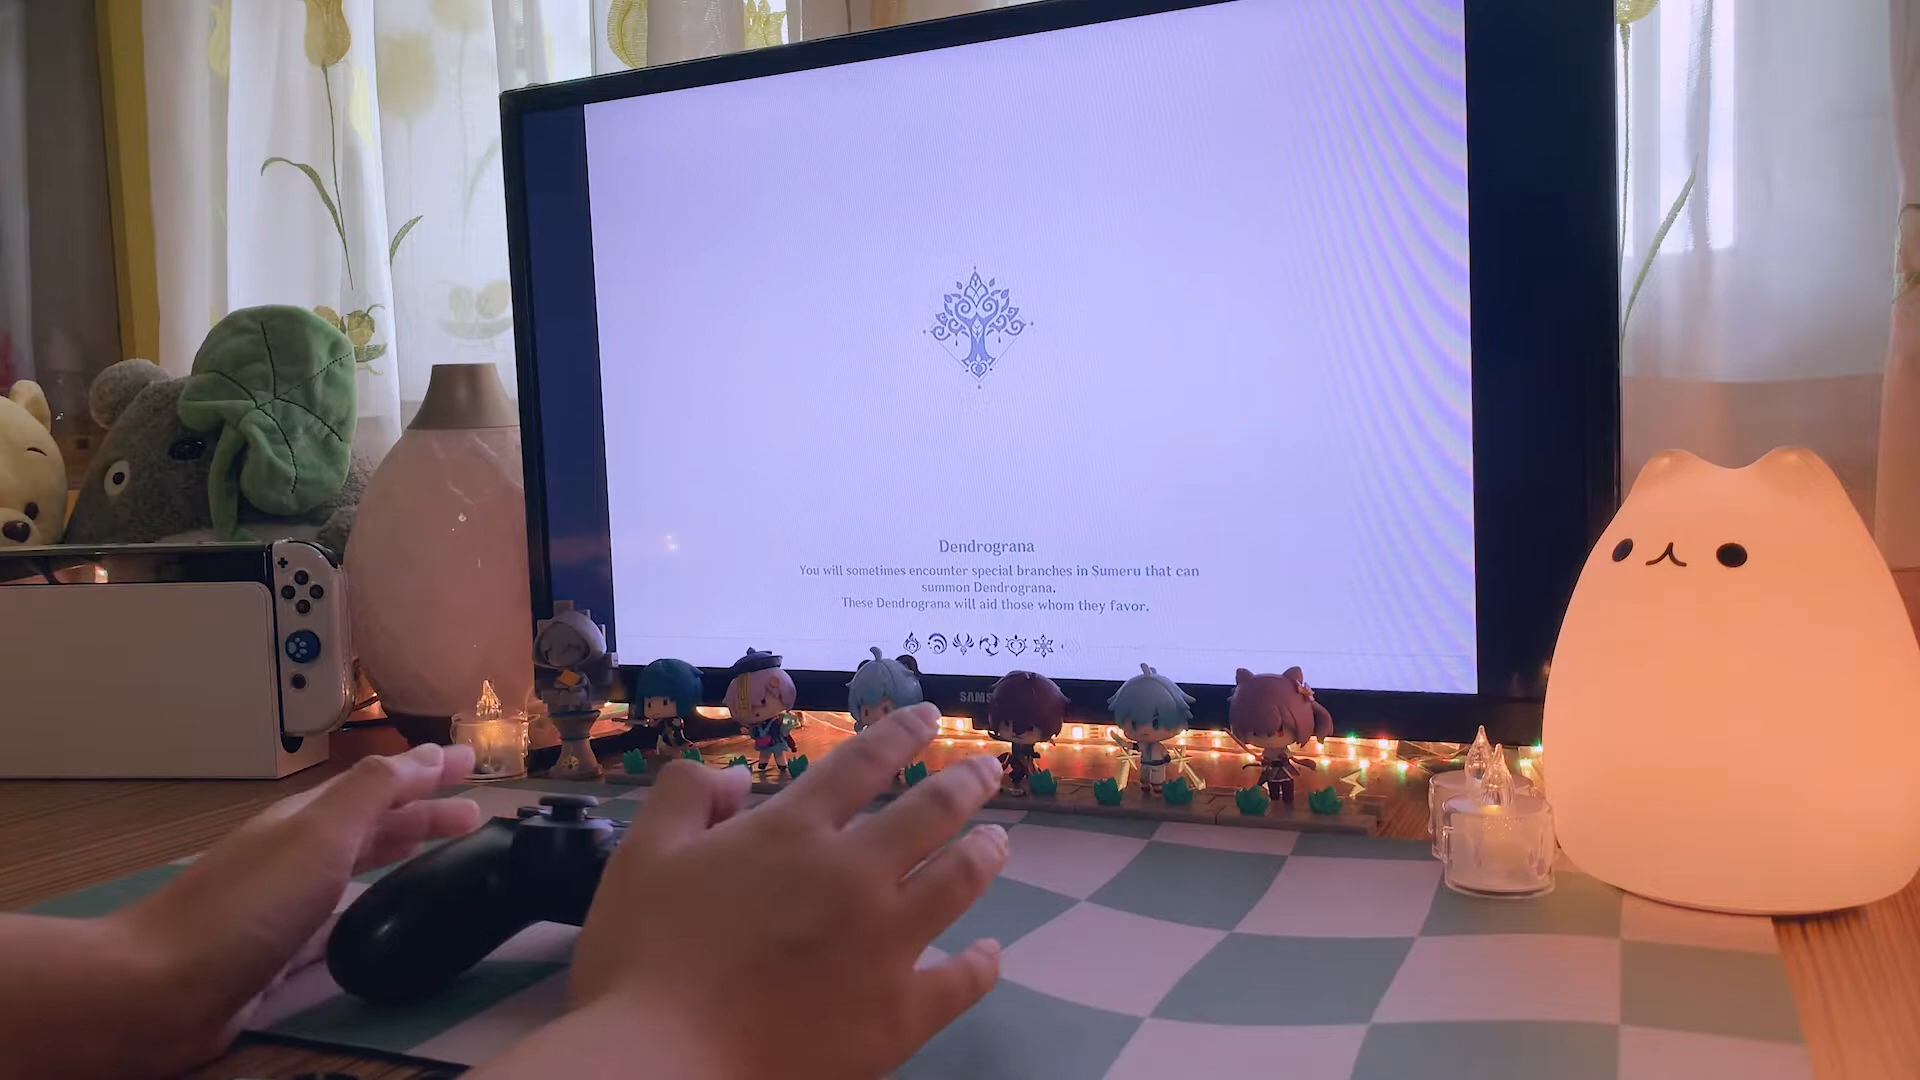 Dendrograna
You will sometimes encounter special branches in Sumeru that can
summon Dendrograna.
These Dendrograna will aid those whom they favor.
SAMS